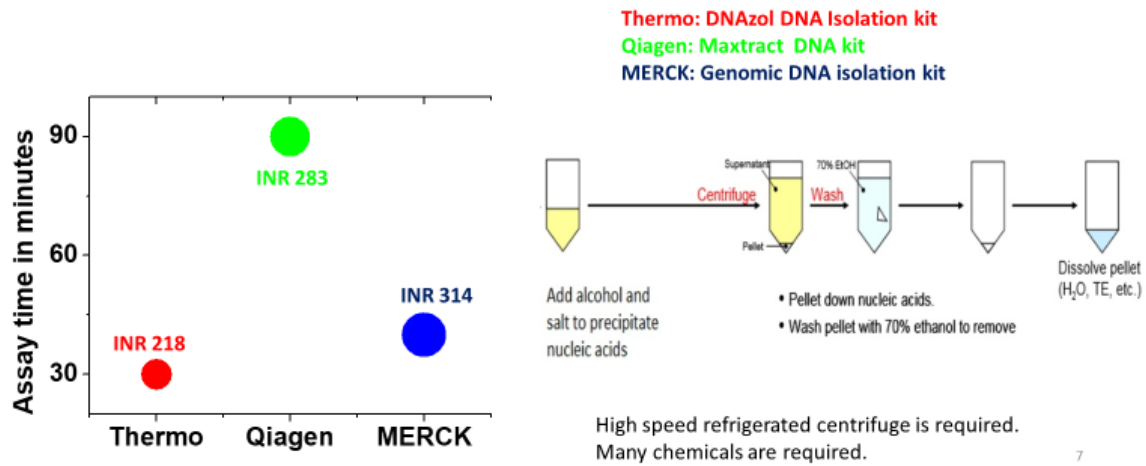 Thermo: DNAzol DNA Isolation kit
Qiagen: Maxtract DNA kit
MERCK: Genomic DNA isolation kit
Assay time in minutes
90
60
30
INR 218
INR 283
INR 314
Thermo
Qiagen
MERCK
Supernatant
70% EtOH
Centrifuge
Wash
Pellet
Add alcohol and
salt to precipitate
nucleic acids
• Pellet down nucleic acids.
• Wash pellet with 70% ethanol to remove
Dissolve pellet
(H₂O, TE, etc.)
High speed refrigerated centrifuge is required.
Many chemicals are required.
7